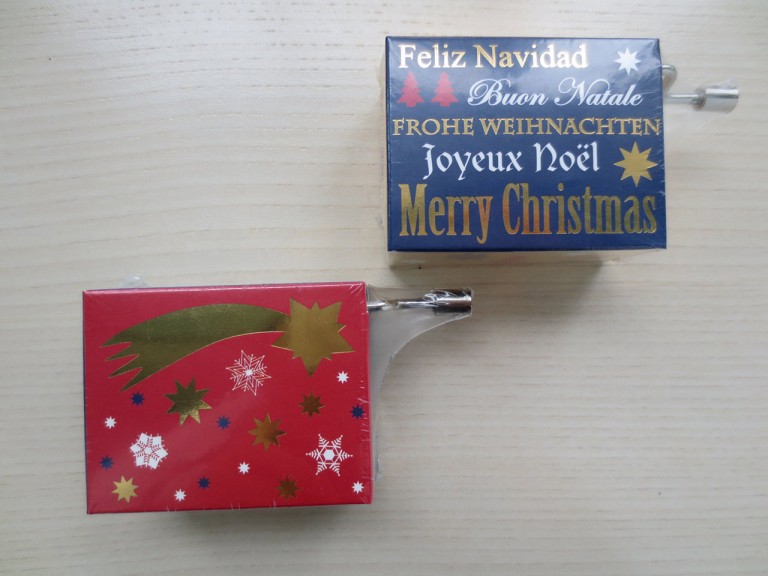 Feliz Navidad
Buon Natale
FROHE WEIHNACHTEN
Joyeux Noël
Merry Christmas